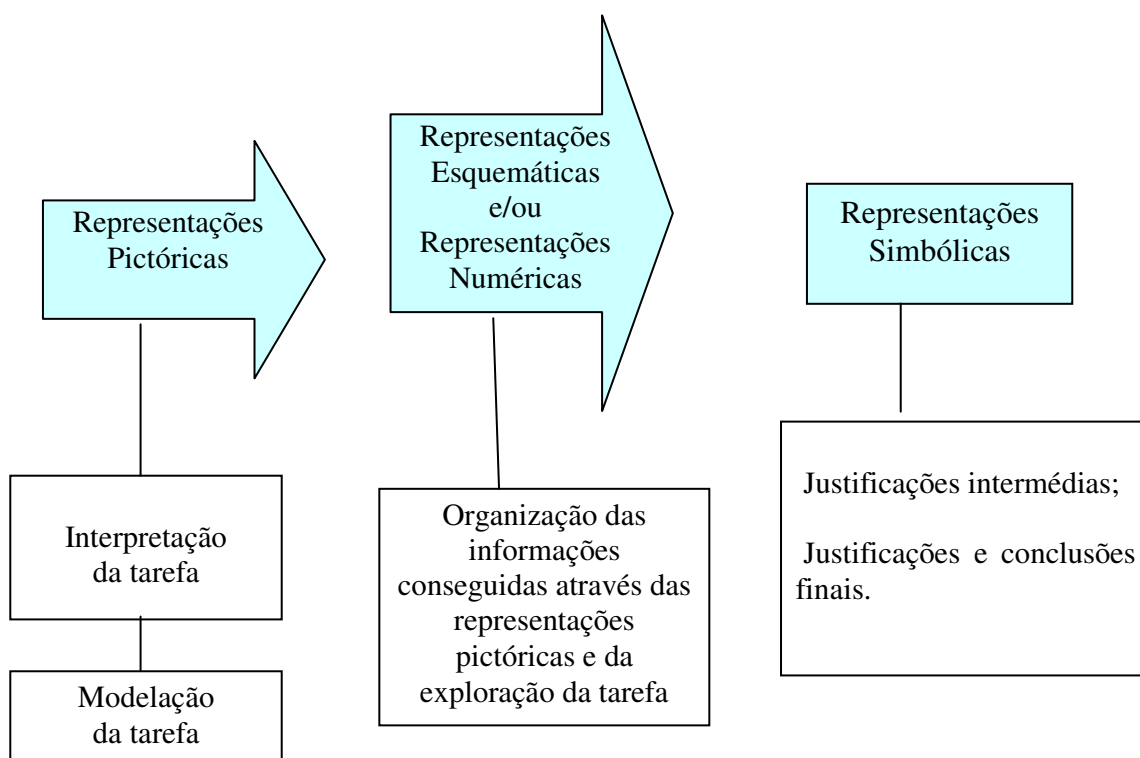 Representações
Pictóricas
Representações
Esquemáticas
e/ou
Representações
Numéricas
Representações
Simbólicas
Interpretação
da tarefa
Modelação
da tarefa
Organização das
informações
conseguidas através das
representações
pictóricas e da
exploração da tarefa
Justificações intermédias;
Justificações e conclusões
finais.